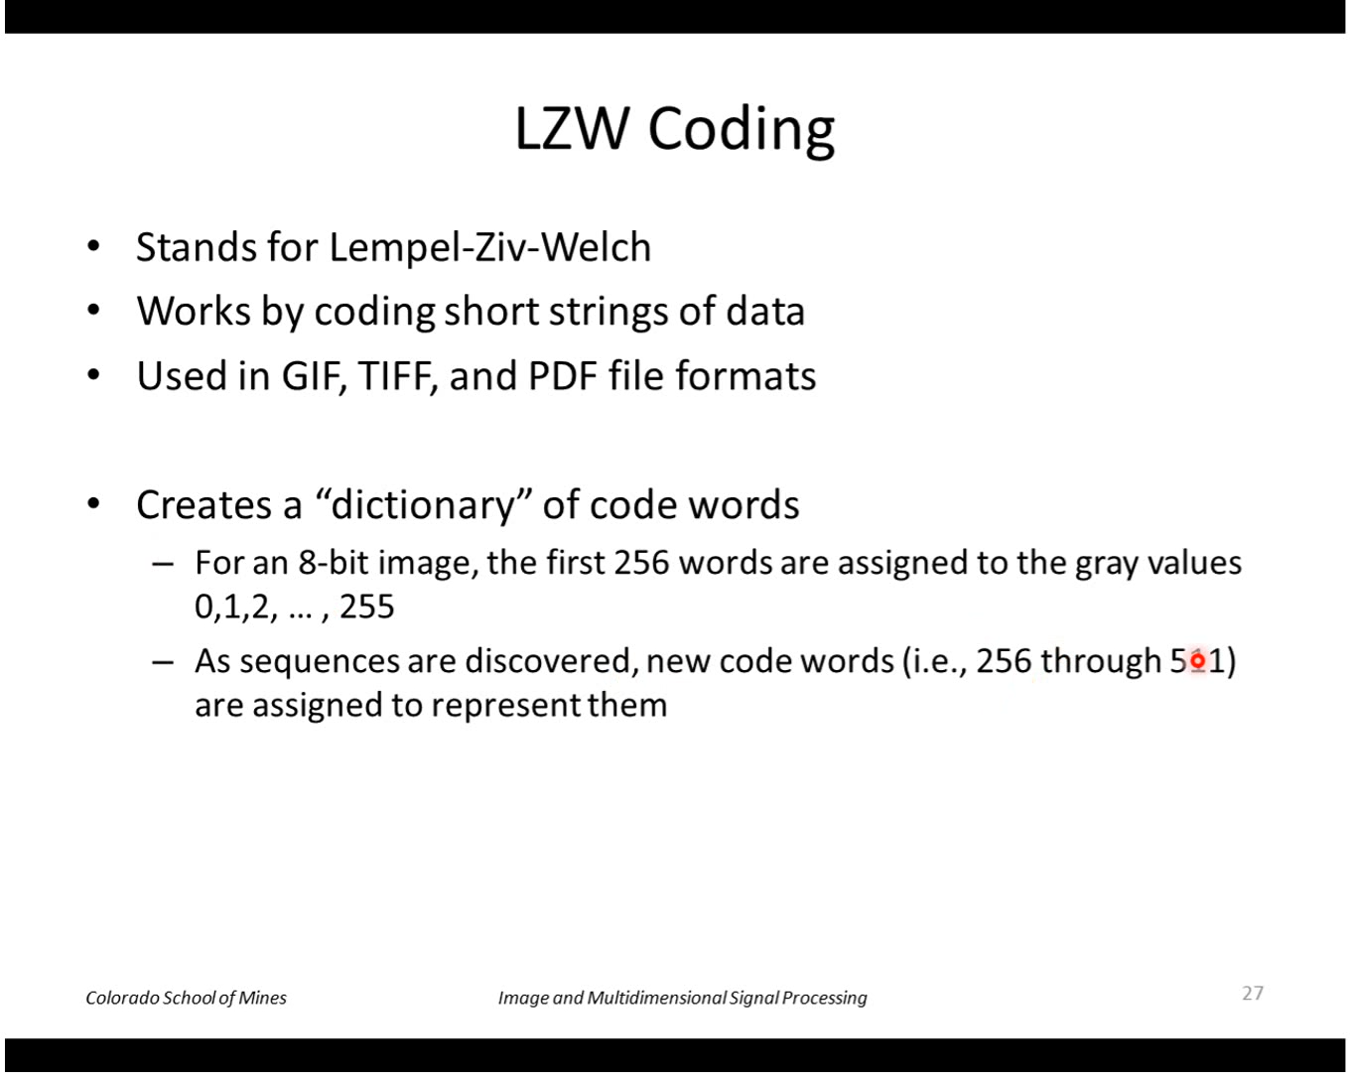 LZW Coding
• Stands for Lempel-Ziv-Welch
• Works by coding short strings of data
• Used in GIF, TIFF, and PDF file formats
• Creates a “dictionary” of code words
– For an 8-bit image, the first 256 words are assigned to the gray values
0,1,2, … , 255
– As sequences are discovered, new code words (i.e., 256 through 511)
are assigned to represent them
Colorado School of Mines
Image and Multidimensional Signal Processing
27